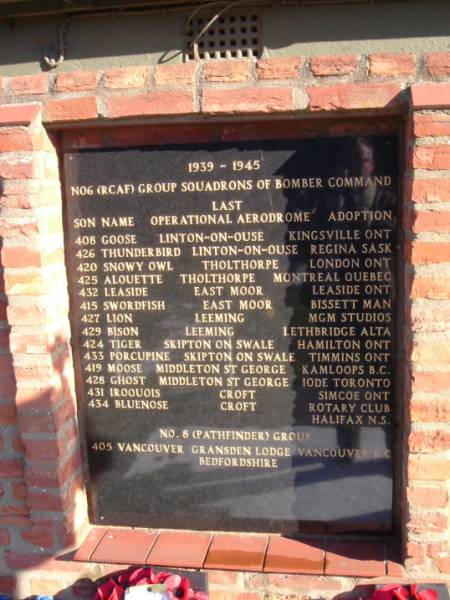 1939 - 1945
NO6 (RCAF) GROUP SQUADRONS OF BOMBER COMMAND
LAST
SQN NAME OPERATIONAL AERODROME ADOPTION
408 GOOSE LINTON-ON-OUSE KINGSVILLE ONT
426 THUNDERBIRD LINTON-ON-OUSE REGINA SASK
420 SNOWY OWL THOLTHORPE LONDON ONT
425 ALOUETTE THOLTHORPE MONTREAL QUEBEC
432 LEASIDE EAST MOOR LEASIDE ONT
415 SWORDFISH EAST MOOR BISSETT MAN
427 LION LEEMING MGM STUDIOS
429 BISON LEEMING LETHBRIDGE ALTA
424 TIGER SKIPTON ON SWALE HAMILTON ONT
433 PORCUPINE SKIPTON ON SWALE TIMMINS ONT
419 MOOSE MIDDLETON ST GEORGE KAMLOOPS B.C.
428 GHOST MIDDLETON ST GEORGE IODE TORONTO
431 IROQUOIS CROFT SIMCOE ONT
434 BLUENOSE CROFT ROTARY CLUB
HALIFAX N.S.
NO. 8 (PATHFINDER) GROUP
405 VANCOUVER GRANSDEN LODGE VANCOUVER B.C
BEDFORDSHIRE